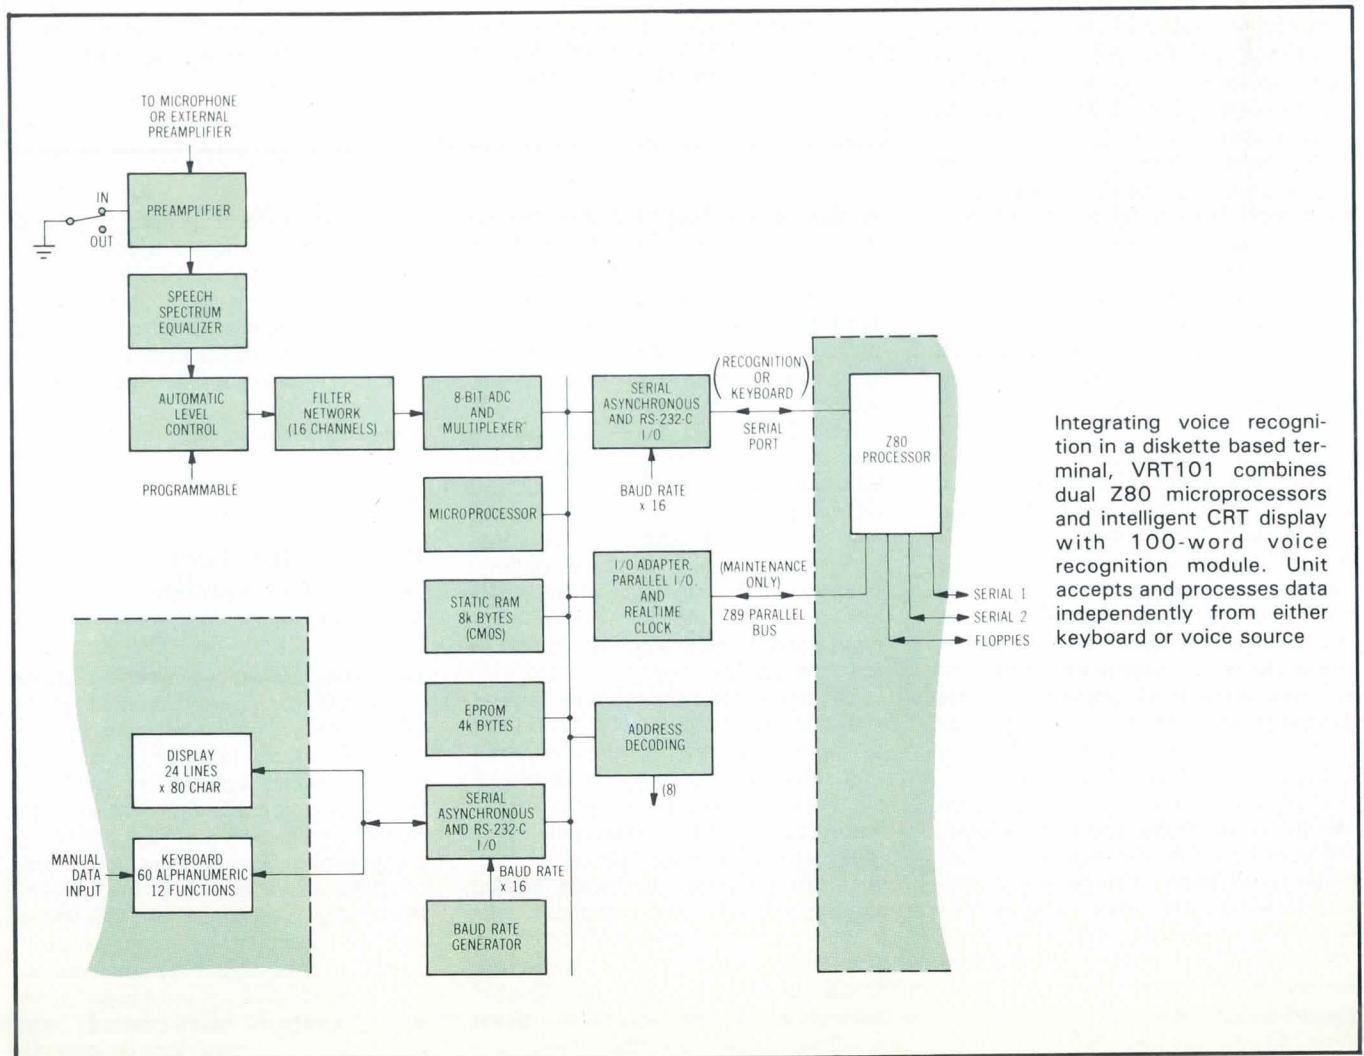 TO MICROPHONE
OR EXTERNAL
PREAMPLIFIER
IN
OUT
PREAMPLIFIER
SPEECH
SPECTRUM
EQUALIZER
AUTOMATIC
LEVEL
CONTROL
PROGRAMMABLE
FILTER
NETWORK
(16 CHANNELS)
8-BIT ADC
AND
MULTIPLEXER
MICROPROCESSOR
STATIC RAM
8k BYTES
(CMOS)
EPROM
4k BYTES
SERIAL
ASYNCHRONOUS
AND RS-232-C
I/O
BAUD RATE
x 16
BAUD RATE
GENERATOR
DISPLAY
24 LINES
x 80 CHAR
MANUAL
DATA
INPUT
KEYBOARD
60 ALPHANUMERIC
12 FUNCTIONS
SERIAL
ASYNCHRONOUS
AND RS-232-C
I/O
BAUD RATE
x 16
(RECOGNITION
OR
KEYBOARD)
SERIAL
PORT
I/O ADAPTER,
PARALLEL I/O,
AND
REALTIME
CLOCK
(MAINTENANCE
ONLY)
Z89 PARALLEL
BUS
ADDRESS
DECODING
(8)
Z80
PROCESSOR
SERIAL 1
SERIAL 2
FLOPPIES
Integrating voice recogni-
tion in a diskette based ter-
minal, VRT101 combines
dual Z80 microprocessors
and intelligent CRT display
with 100-word voice
recognition module. Unit
accepts and processes data
independently from either
keyboard or voice source